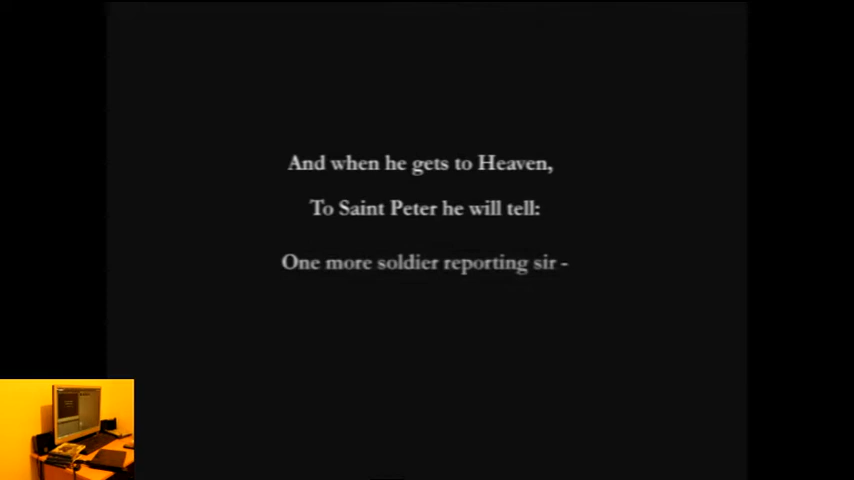 And when he gets to Heaven,
To Saint Peter he will tell:
One more soldier reporting sir -